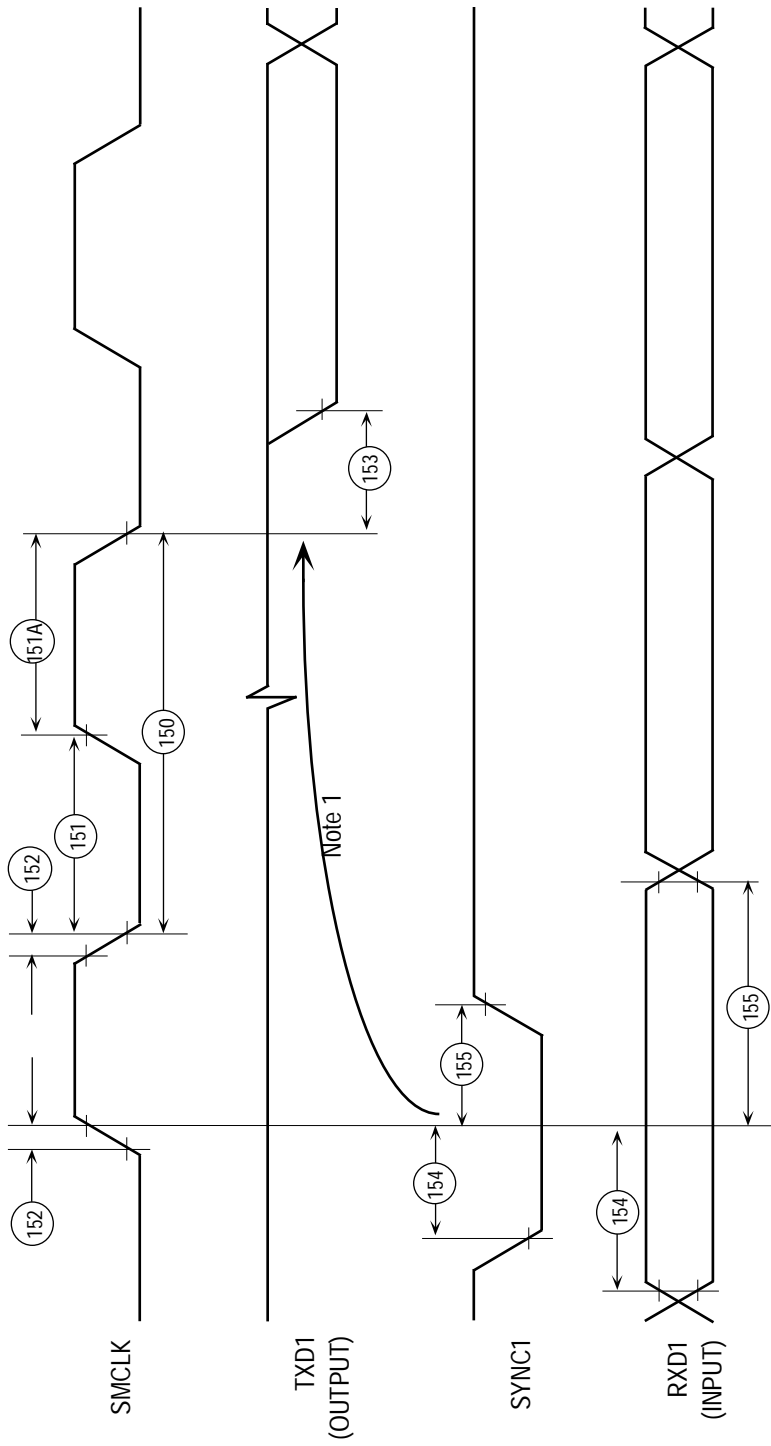 SMCLK
152
152
151
151A
150
TXD1
(OUTPUT)
Note 1
153
SYNC1
154
155
RXD1
(INPUT)
154
155